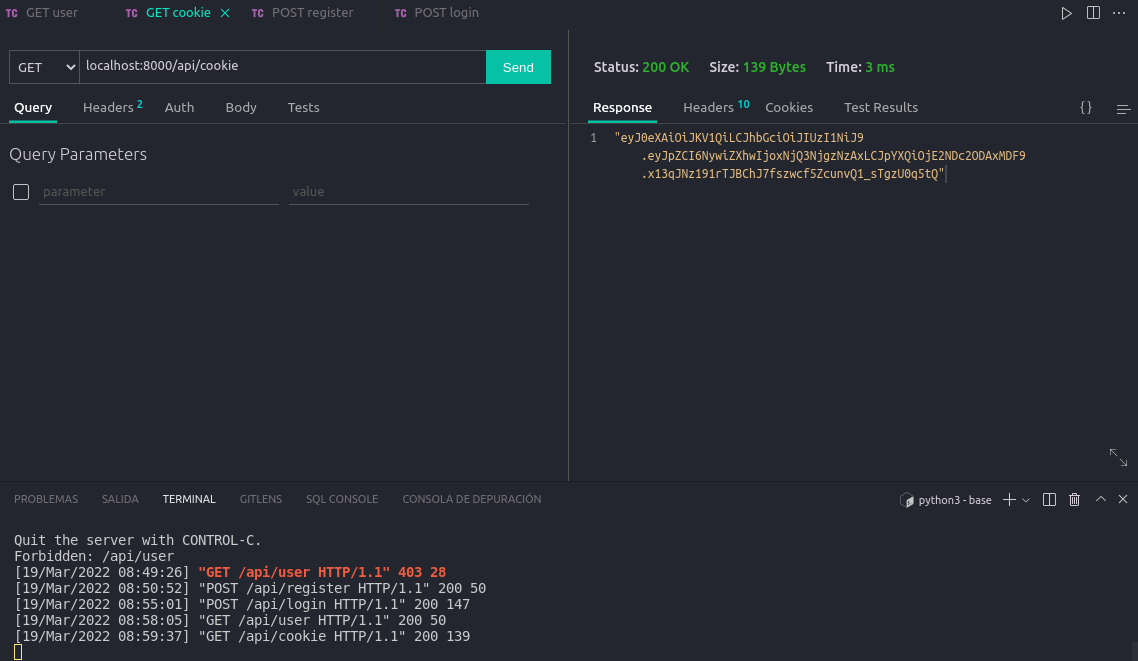 TC GET user TC GET cookie TC POST register TC POST login
GET localhost:8000/api/cookie Send
Status: 200 OK Size: 139 Bytes Time: 3 ms
Query Headers 2 Auth Body Tests
Response Headers 10 Cookies Test Results {}
Query Parameters
parameter value
1 "eyJ0eXAiOiJKV1QiLCJhbGciOiJIUzI1NiJ9
.eyJpZCI6NywiZXhwIjoxNjQ3NjgzNzAxLCJpYXQiOjE2NDc2ODAxMDF9
.x13qJNz191rTJBChJ7fszwcf5ZcunvQ1_sTgzU0q5tQ"
PROBLEMAS SALIDA TERMINAL GITLENS SQL CONSOLE CONSOLA DE DEPURACIÓN python3 - base
Quit the server with CONTROL-C.
Forbidden: /api/user
[19/Mar/2022 08:49:26] "GET /api/user HTTP/1.1" 403 28
[19/Mar/2022 08:50:52] "POST /api/register HTTP/1.1" 200 50
[19/Mar/2022 08:55:01] "POST /api/login HTTP/1.1" 200 147
[19/Mar/2022 08:58:05] "GET /api/user HTTP/1.1" 200 50
[19/Mar/2022 08:59:37] "GET /api/cookie HTTP/1.1" 200 139